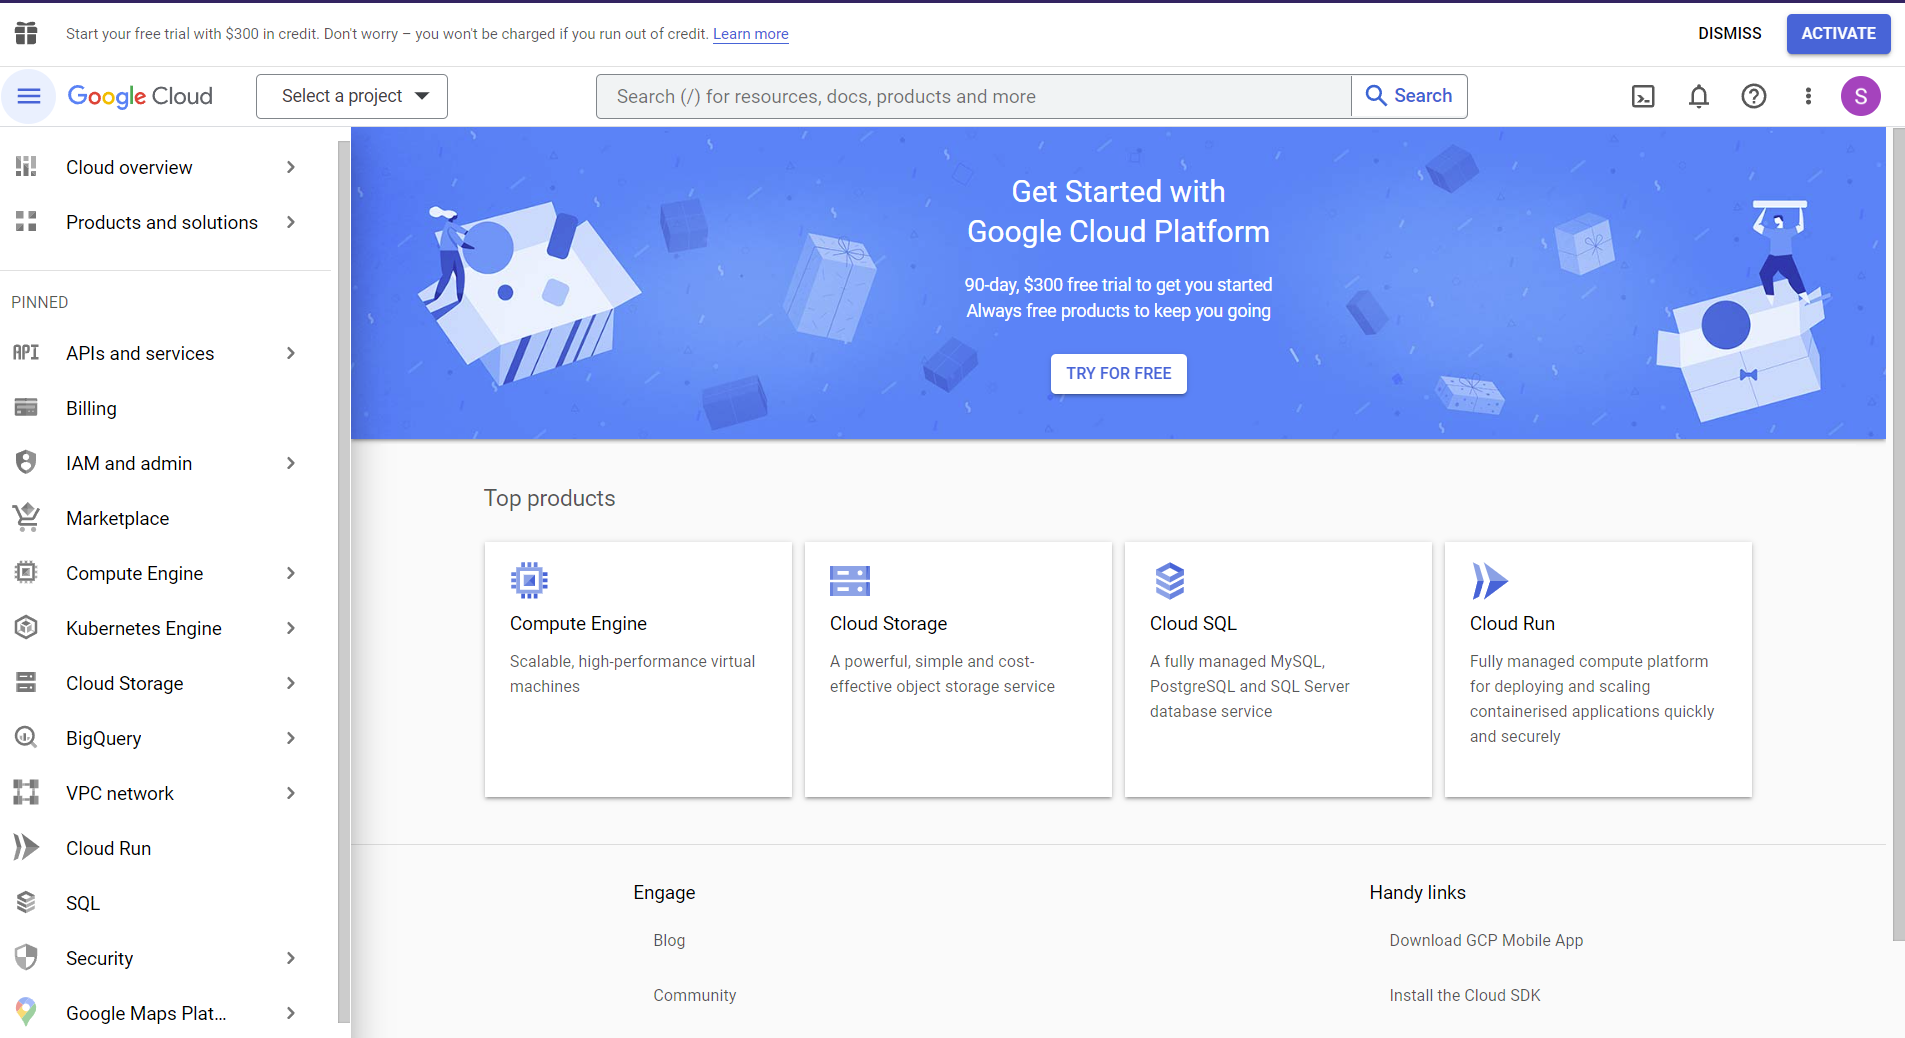 Start your free trial with $300 in credit. Don't worry – you won't be charged if you run out of credit. Learn more
DISMISS
ACTIVATE
Google Cloud
Select a project
Search (/) for resources, docs, products and more
Search
S
Cloud overview
Products and solutions
PINNED
API APIs and services
Billing
IAM and admin
Marketplace
Compute Engine
Kubernetes Engine
Cloud Storage
BigQuery
VPC network
Cloud Run
SQL
Security
Google Maps Plat...
Get Started with
Google Cloud Platform
90-day, $300 free trial to get you started
Always free products to keep you going
TRY FOR FREE
Top products
Compute Engine
Scalable, high-performance virtual
machines
Cloud Storage
A powerful, simple and cost-
effective object storage service
Cloud SQL
A fully managed MySQL,
PostgreSQL and SQL Server
database service
Cloud Run
Fully managed compute platform
for deploying and scaling
containerised applications quickly
and securely
Engage
Blog
Community
Handy links
Download GCP Mobile App
Install the Cloud SDK